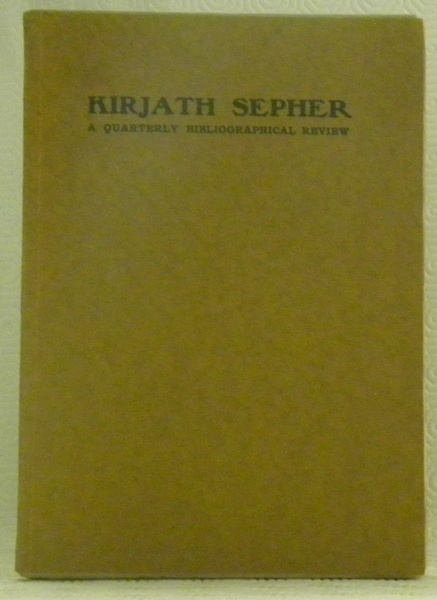 KIRJATH SEPHER
A QUARTERLY BIBLIOGRAPHICAL REVIEW